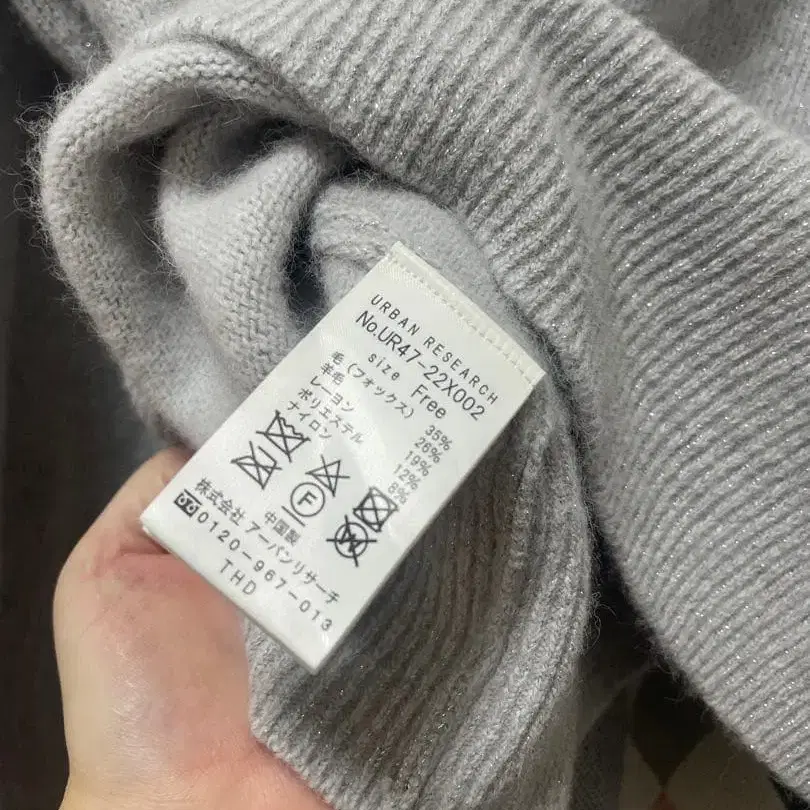 URBAN RESEARCH
No.UR47-22X002
size Free
毛(フォックス) 35%
羊毛 26%
レーヨン 19%
ポリエステル 12%
ナイロン 8%
F
W
中国製
株式会社 アーバンリサーチ
0120-967-013
THD